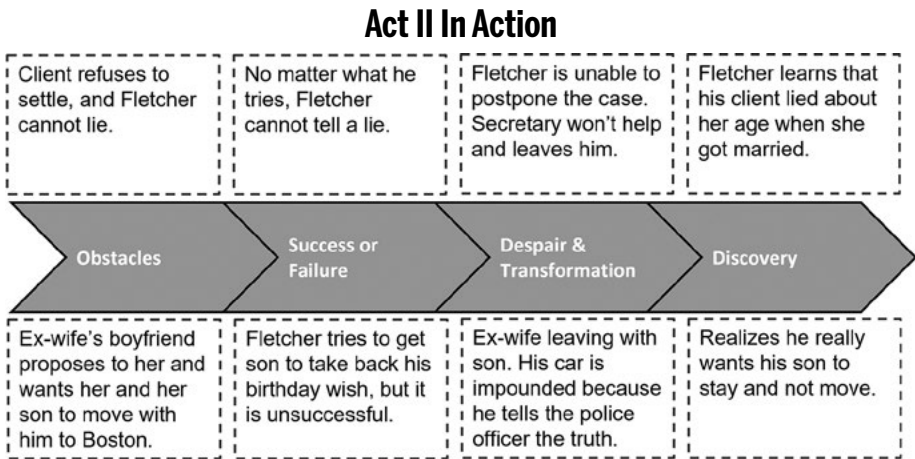 Act II In Action
Client refuses to
settle, and Fletcher
cannot lie.
No matter what he
tries, Fletcher
cannot tell a lie.
Fletcher is unable to
postpone the case.
Secretary won't help
and leaves him.
Fletcher learns that
his client lied about
her age when she
got married.
Obstacles
Success or
Failure
Despair &
Transformation
Discovery
Ex-wife's boyfriend
proposes to her and
wants her and her
son to move with
him to Boston.
Fletcher tries to get
son to take back his
birthday wish, but it
is unsuccessful.
Ex-wife leaving with
son. His car is
impounded because
he tells the police
officer the truth.
Realizes he really
wants his son to
stay and not move.